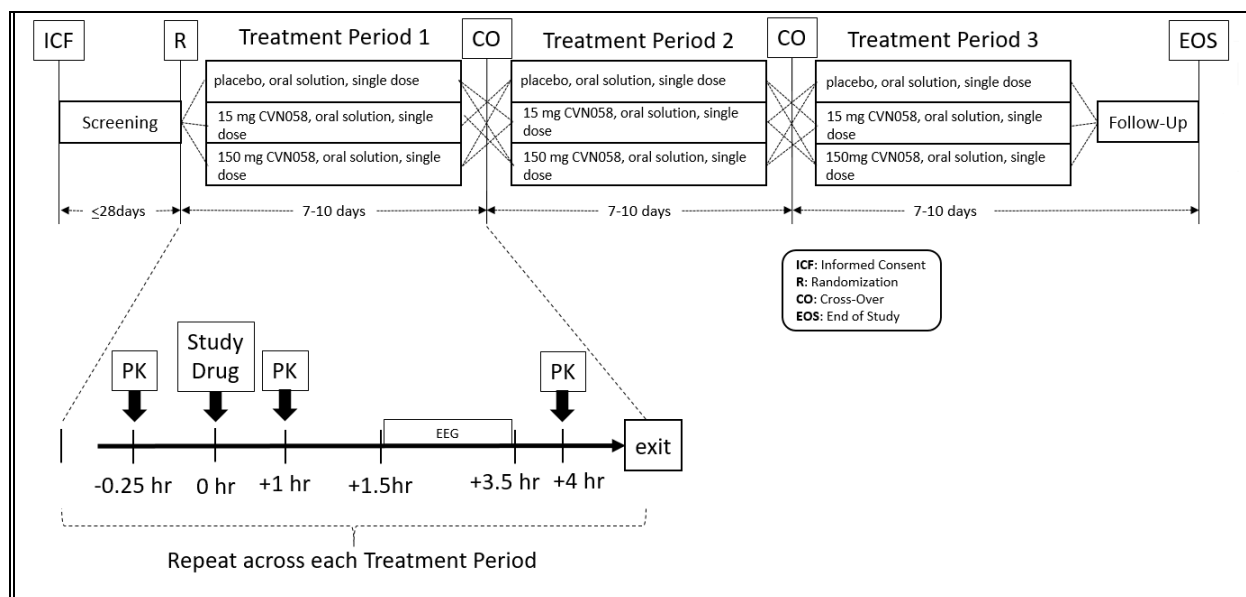 ICF
R
Treatment Period 1
CO
Treatment Period 2
CO
Treatment Period 3
EOS
Screening
placebo, oral solution, single dose
15 mg CVN058, oral solution, single
dose
150 mg CVN058, oral solution, single
dose
placebo, oral solution, single dose
15 mg CVN058, oral solution, single
dose
150 mg CVN058, oral solution, single
dose
placebo, oral solution, single dose
15 mg CVN058, oral solution, single
dose
150mg CVN058, oral solution, single
dose
Follow-Up
≤28days
7-10 days
7-10 days
7-10 days
ICF: Informed Consent
R: Randomization
CO: Cross-Over
EOS: End of Study
PK
Study
Drug
PK
PK
EEG
exit
-0.25 hr
0 hr
+1 hr
+1.5hr
+3.5 hr
+4 hr
Repeat across each Treatment Period